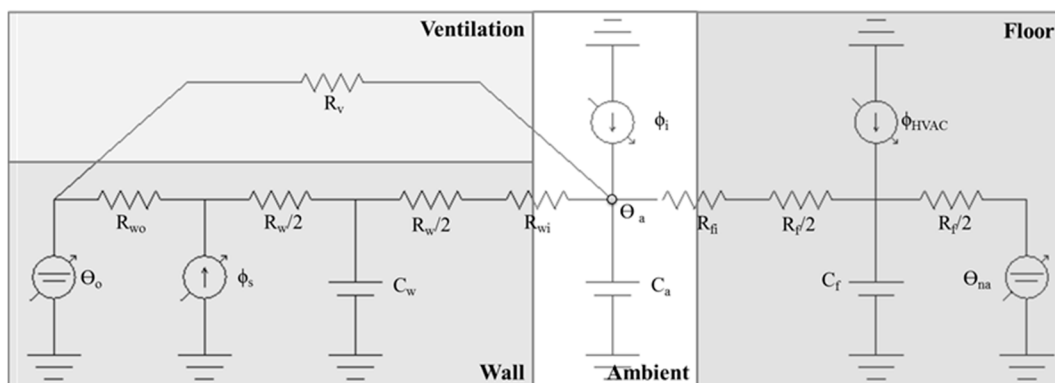 Ventilation
Floor
R_v
ϕ_i
ϕ_HVAC
R_wo
R_w/2
R_w/2
R_wi
Θ_a
R_fi
R_f/2
R_f/2
Θ_o
ϕ_s
C_w
C_a
C_f
Θ_na
Wall
Ambient